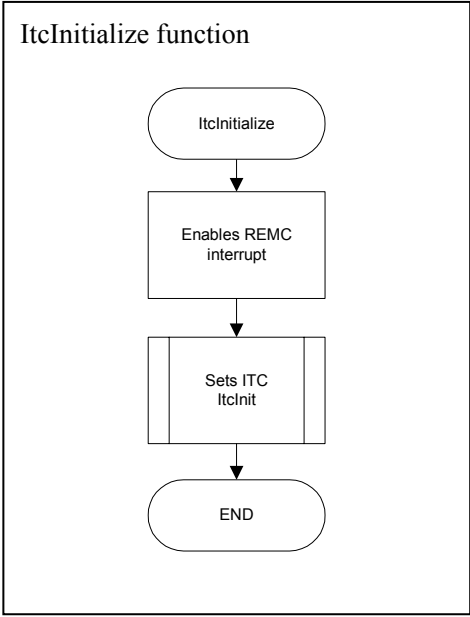 ItcInitialize function
ItcInitialize
Enables REMC
interrupt
Sets ITC
ItcInit
END